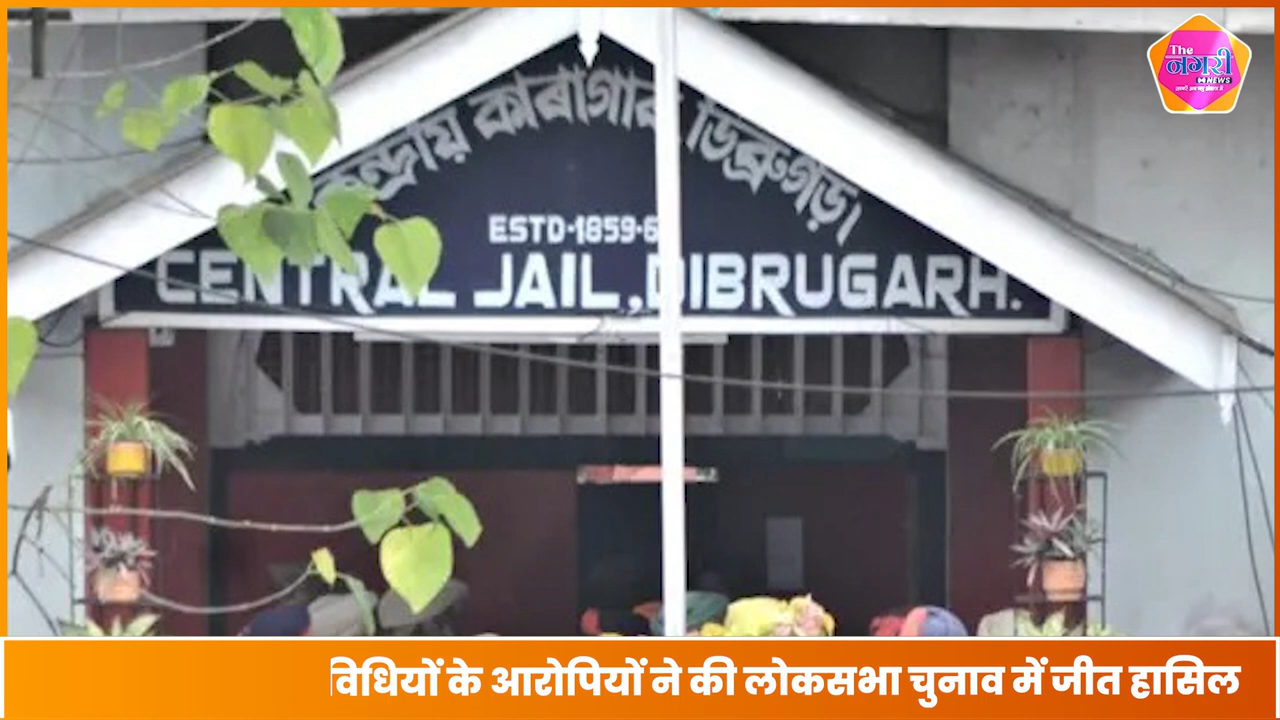 The
नगरी
NEWS
কেন্দ্ৰীয় কাৰাগাৰ ডিব্ৰুগড়।
ESTD-1859-6
CENTRAL JAIL, DIBRUGARH.
विधियों के आरोपियों ने की लोकसभा चुनाव में जीत हासिल